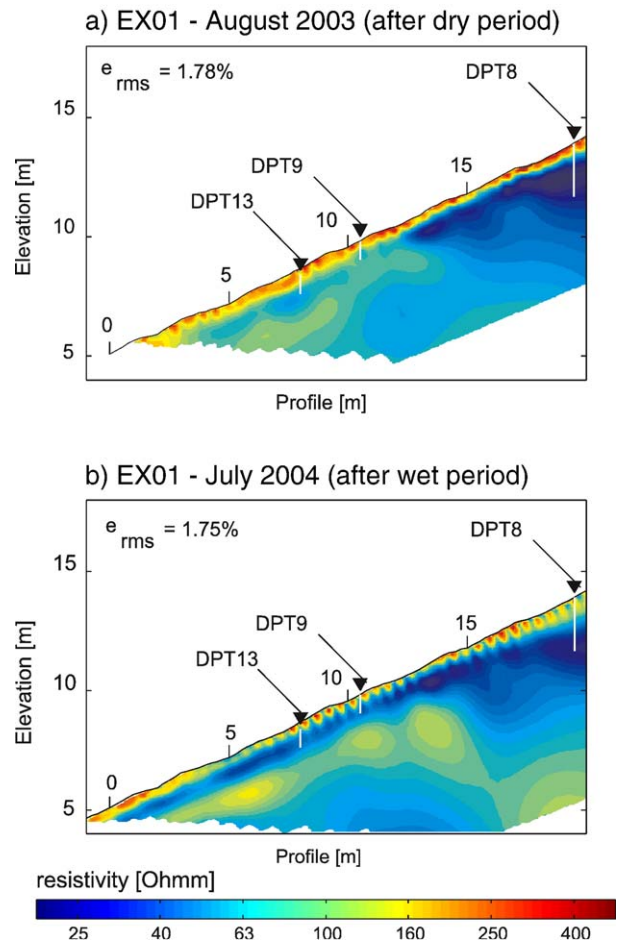 a) EX01 - August 2003 (after dry period)
e rms = 1.78%
DPT8
DPT9
DPT13
15
10
5
0
15
10
5
Elevation [m]
Profile [m]
b) EX01 - July 2004 (after wet period)
e rms = 1.75%
DPT8
DPT9
DPT13
15
10
5
0
15
10
5
Elevation [m]
Profile [m]
resistivity [Ohmm]
25 40 63 100 160 250 400